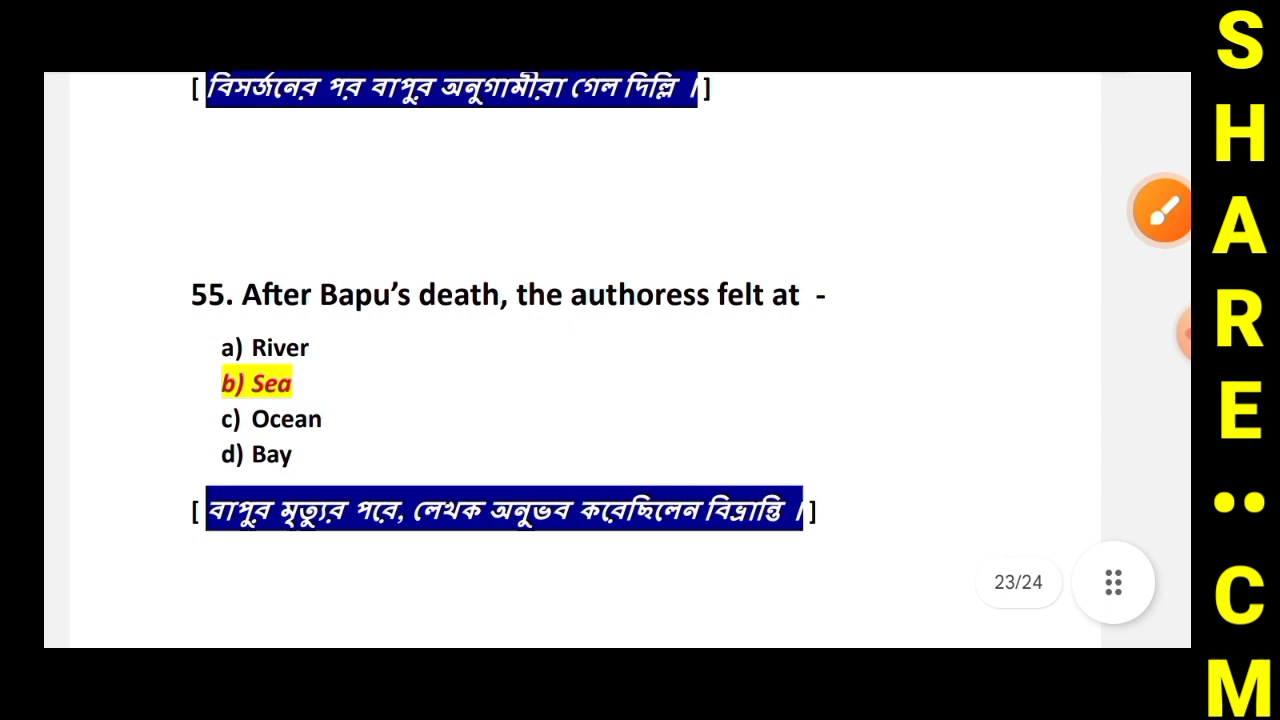 [ বিসর্জনের পর বাপুর অনুগামীরা গেল দিল্লি । ]
55. After Bapu’s death, the authoress felt at -
a) River
b) Sea
c) Ocean
d) Bay
[ বাপুর মৃত্যুর পরে, লেখক অনুভব করেছিলেন বিভ্রান্তি । ]
23/24
S
H
A
R
E
••
C
M